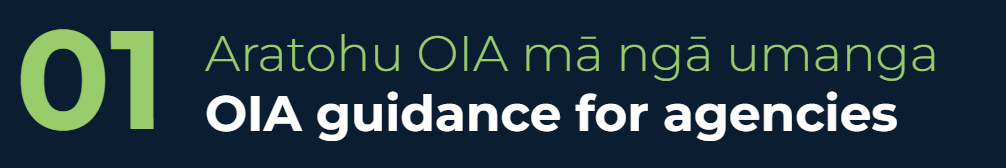 01
Aratohu OIA mā ngā umanga
OIA guidance for agencies